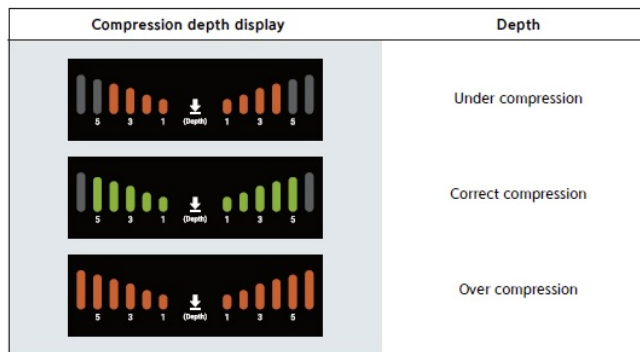 Compression depth display Depth
5 3 1 (Depth) 1 3 5 Under compression
5 3 1 (Depth) 1 3 5 Correct compression
5 3 1 (Depth) 1 3 5 Over compression